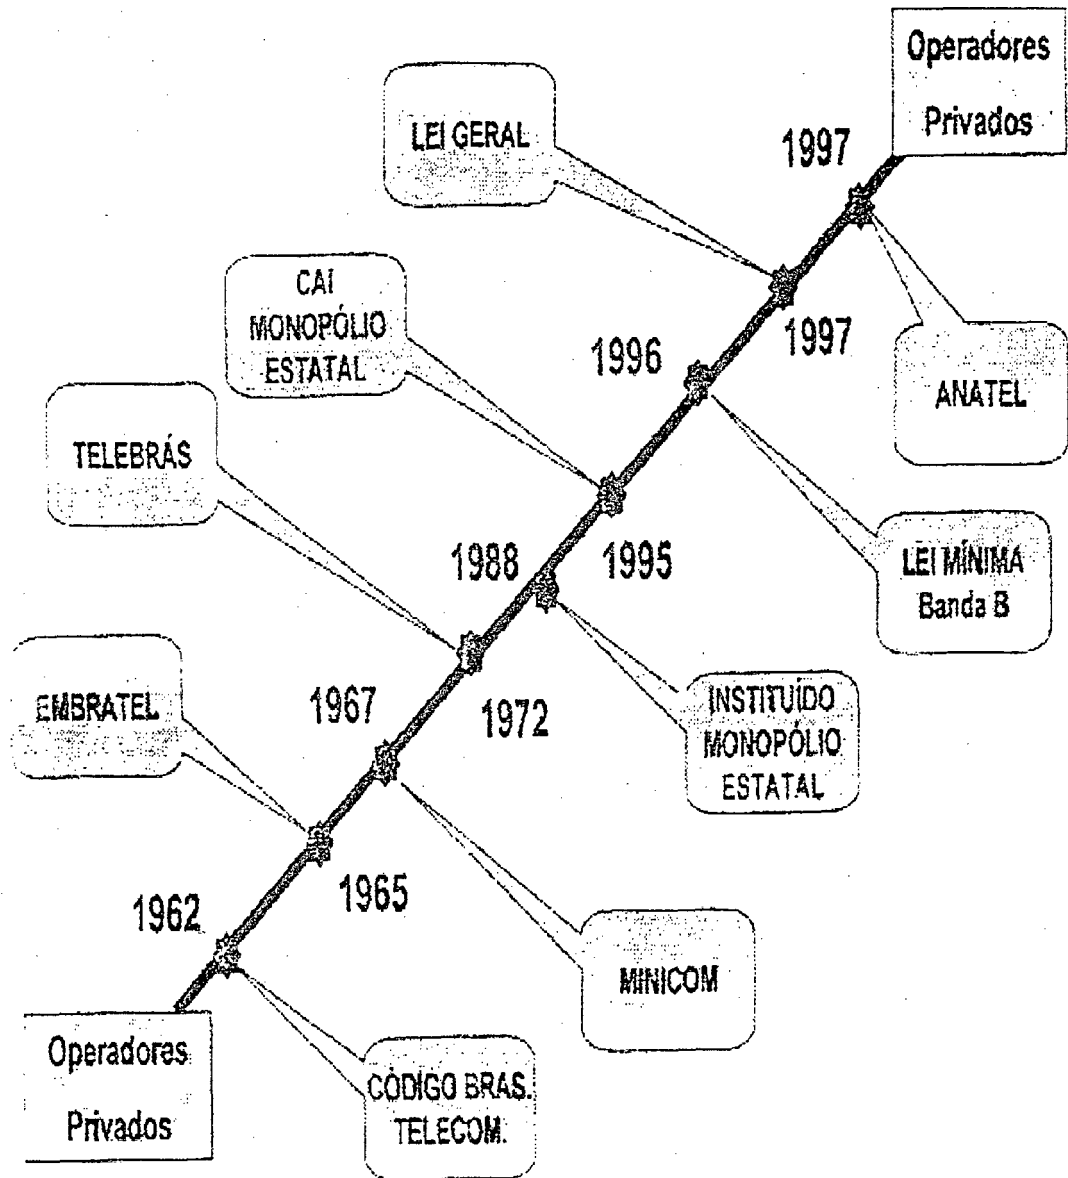 Operadores
Privados
1997
LEI GERAL
CAI
MONOPÓLIO
ESTATAL
1996
1997
ANATEL
TELEBRÁS
1988
1995
LEI MÍNIMA
Banda B
EMBRATEL
1967
1972
INSTITUÍDO
MONOPÓLIO
ESTATAL
1962
1965
MINICOM
Operadores
Privados
CÓDIGO BRAS.
TELECOM.